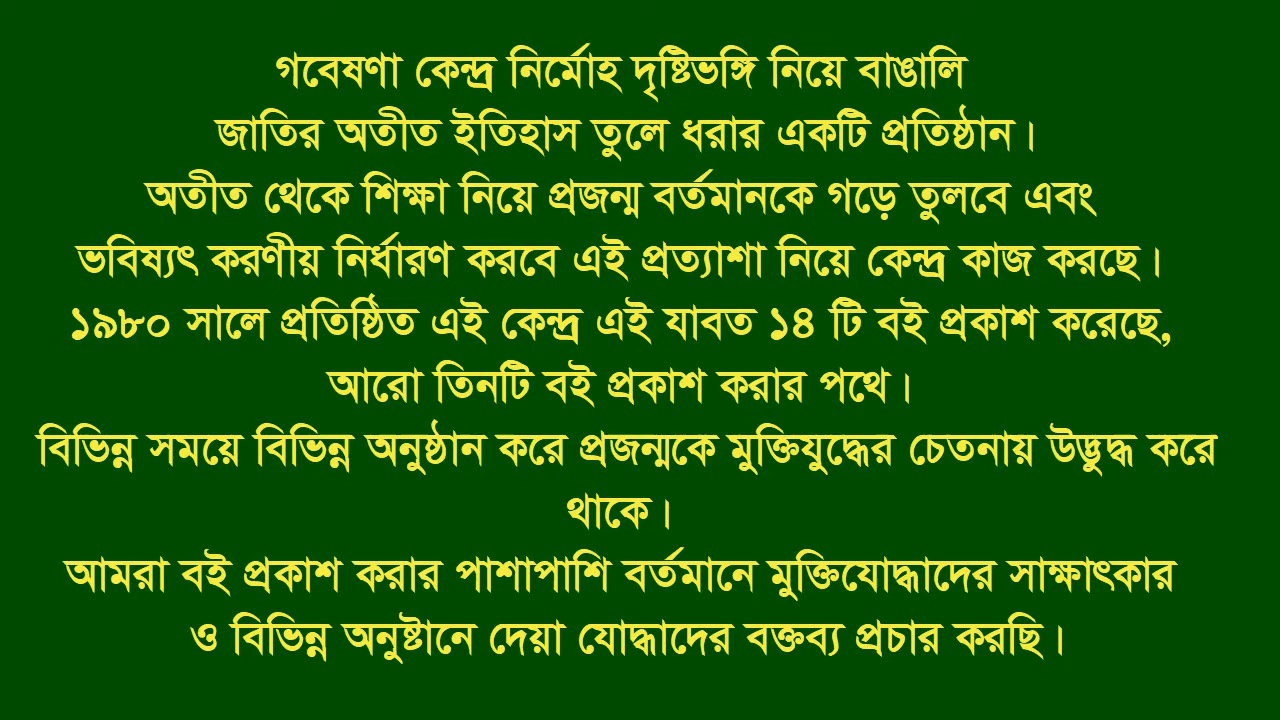 গবেষণা কেন্দ্র নির্মোহ দৃষ্টিভঙ্গি নিয়ে বাঙালি
জাতির অতীত ইতিহাস তুলে ধরার একটি প্রতিষ্ঠান।
অতীত থেকে শিক্ষা নিয়ে প্রজন্ম বর্তমানকে গড়ে তুলবে এবং
ভবিষ্যৎ করণীয় নির্ধারণ করবে এই প্রত্যাশা নিয়ে কেন্দ্র কাজ করছে।
১৯৮০ সালে প্রতিষ্ঠিত এই কেন্দ্র এই যাবত ১৪ টি বই প্রকাশ করেছে,
আরো তিনটি বই প্রকাশ করার পথে।
বিভিন্ন সময়ে বিভিন্ন অনুষ্ঠান করে প্রজন্মকে মুক্তিযুদ্ধের চেতনায় উদ্ভুদ্ধ করে
থাকে।
আমরা বই প্রকাশ করার পাশাপাশি বর্তমানে মুক্তিযোদ্ধাদের সাক্ষাৎকার
ও বিভিন্ন অনুষ্টানে দেয়া যোদ্ধাদের বক্তব্য প্রচার করছি।